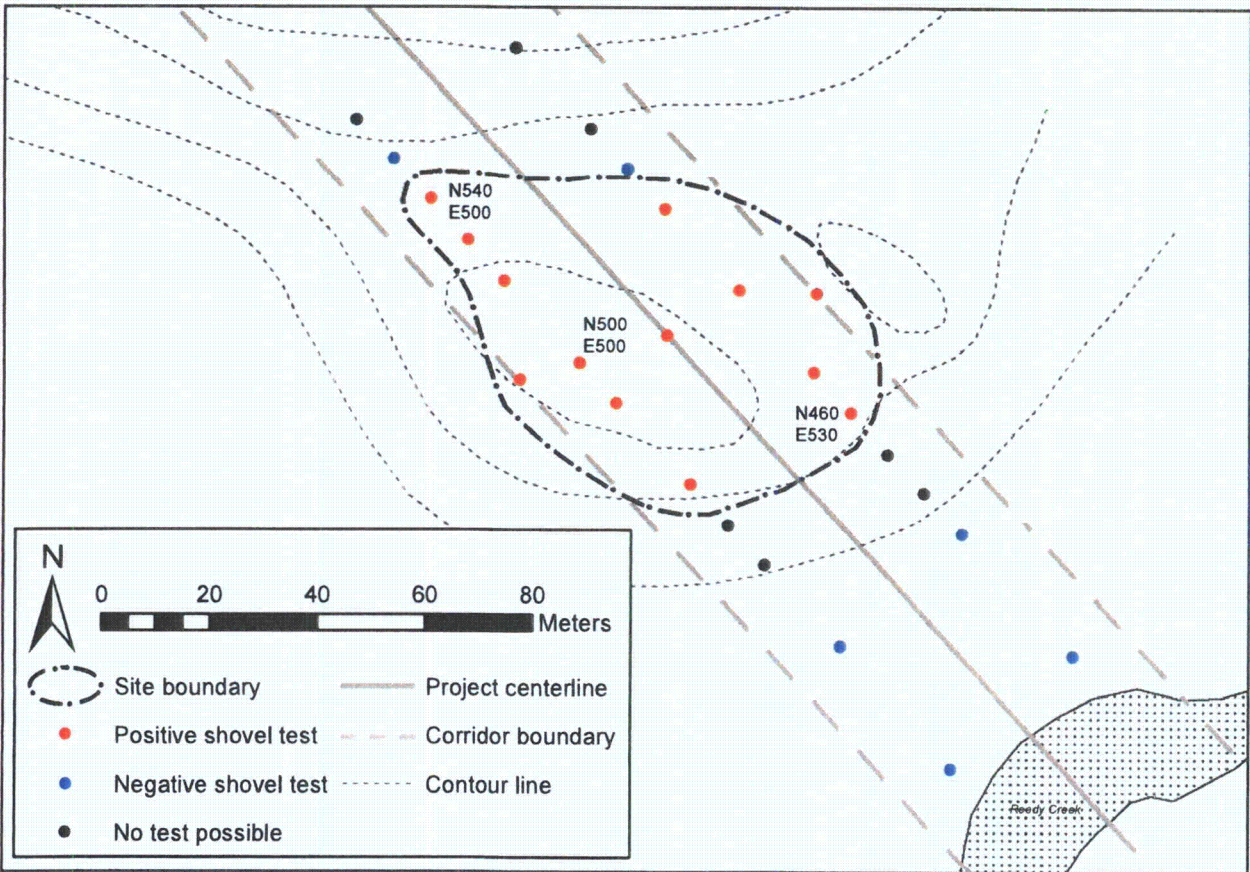 N540
E500
N500
E500
N460
E530
N
0 20 40 60 80
Meters
Site boundary
Project centerline
Positive shovel test
Corridor boundary
Negative shovel test
Contour line
No test possible
Reedy Creek